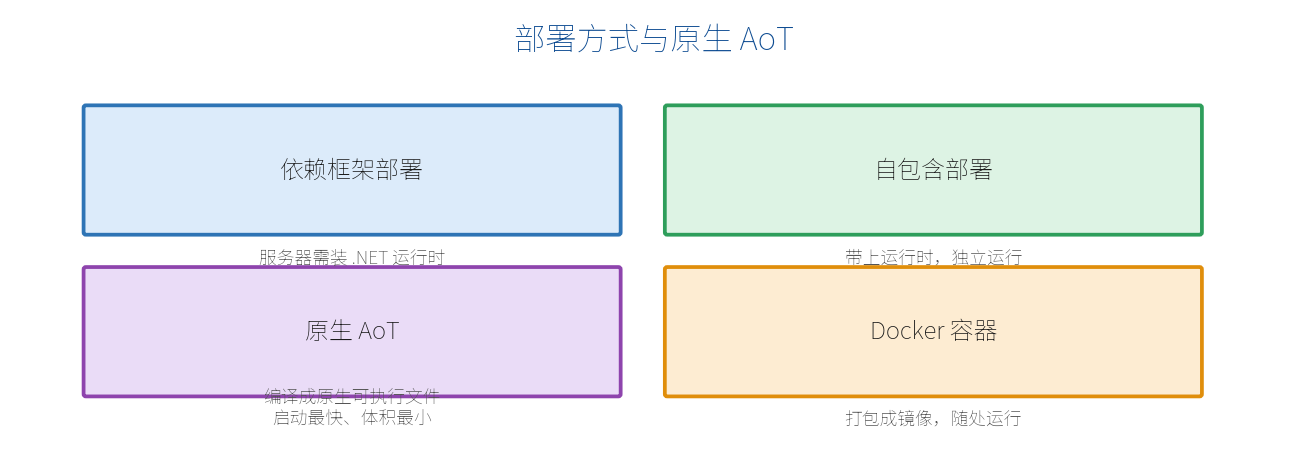 部署方式与原生 AoT
依赖框架部署
自包含部署
服务器需装 .NET 运行时
带上运行时，独立运行
原生 AoT
Docker 容器
编译成原生可执行文件
启动最快、体积最小
打包成镜像，随处运行